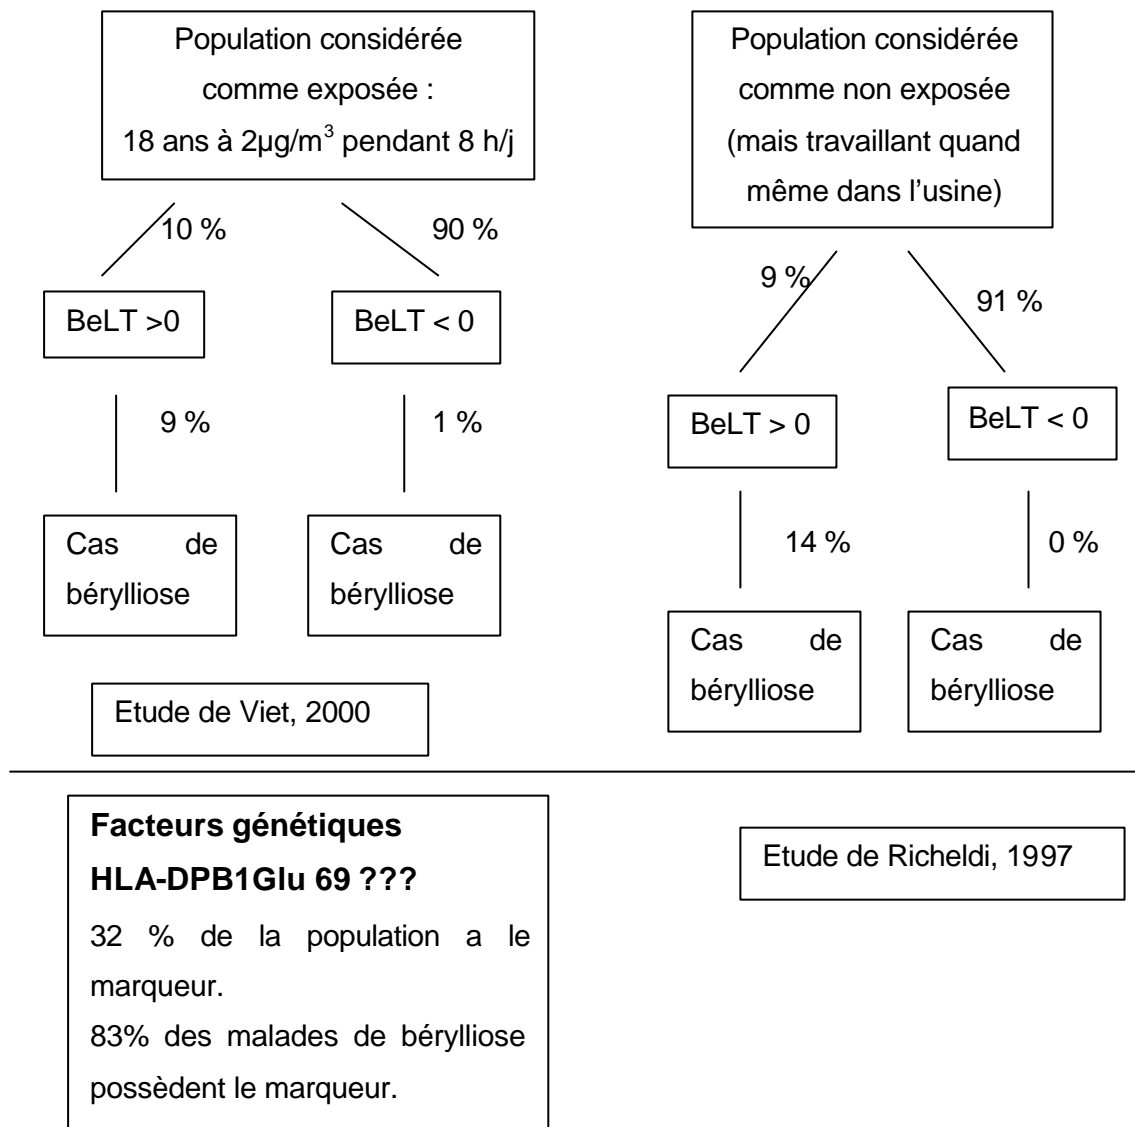 Population considérée
comme exposée :
18 ans à 2µg/m³ pendant 8 h/j
10 %
90 %
BeLT >0
BeLT < 0
9 %
1 %
Cas de
bérylliose
Cas de
bérylliose
Etude de Viet, 2000
Population considérée
comme non exposée
(mais travaillant quand
même dans l'usine)
9 %
91 %
BeLT > 0
BeLT < 0
14 %
0 %
Cas de
bérylliose
Cas de
bérylliose
Facteurs génétiques
HLA-DPB1Glu 69 ???
32 % de la population a le
marqueur.
83% des malades de bérylliose
possèdent le marqueur.
Etude de Richeldi, 1997